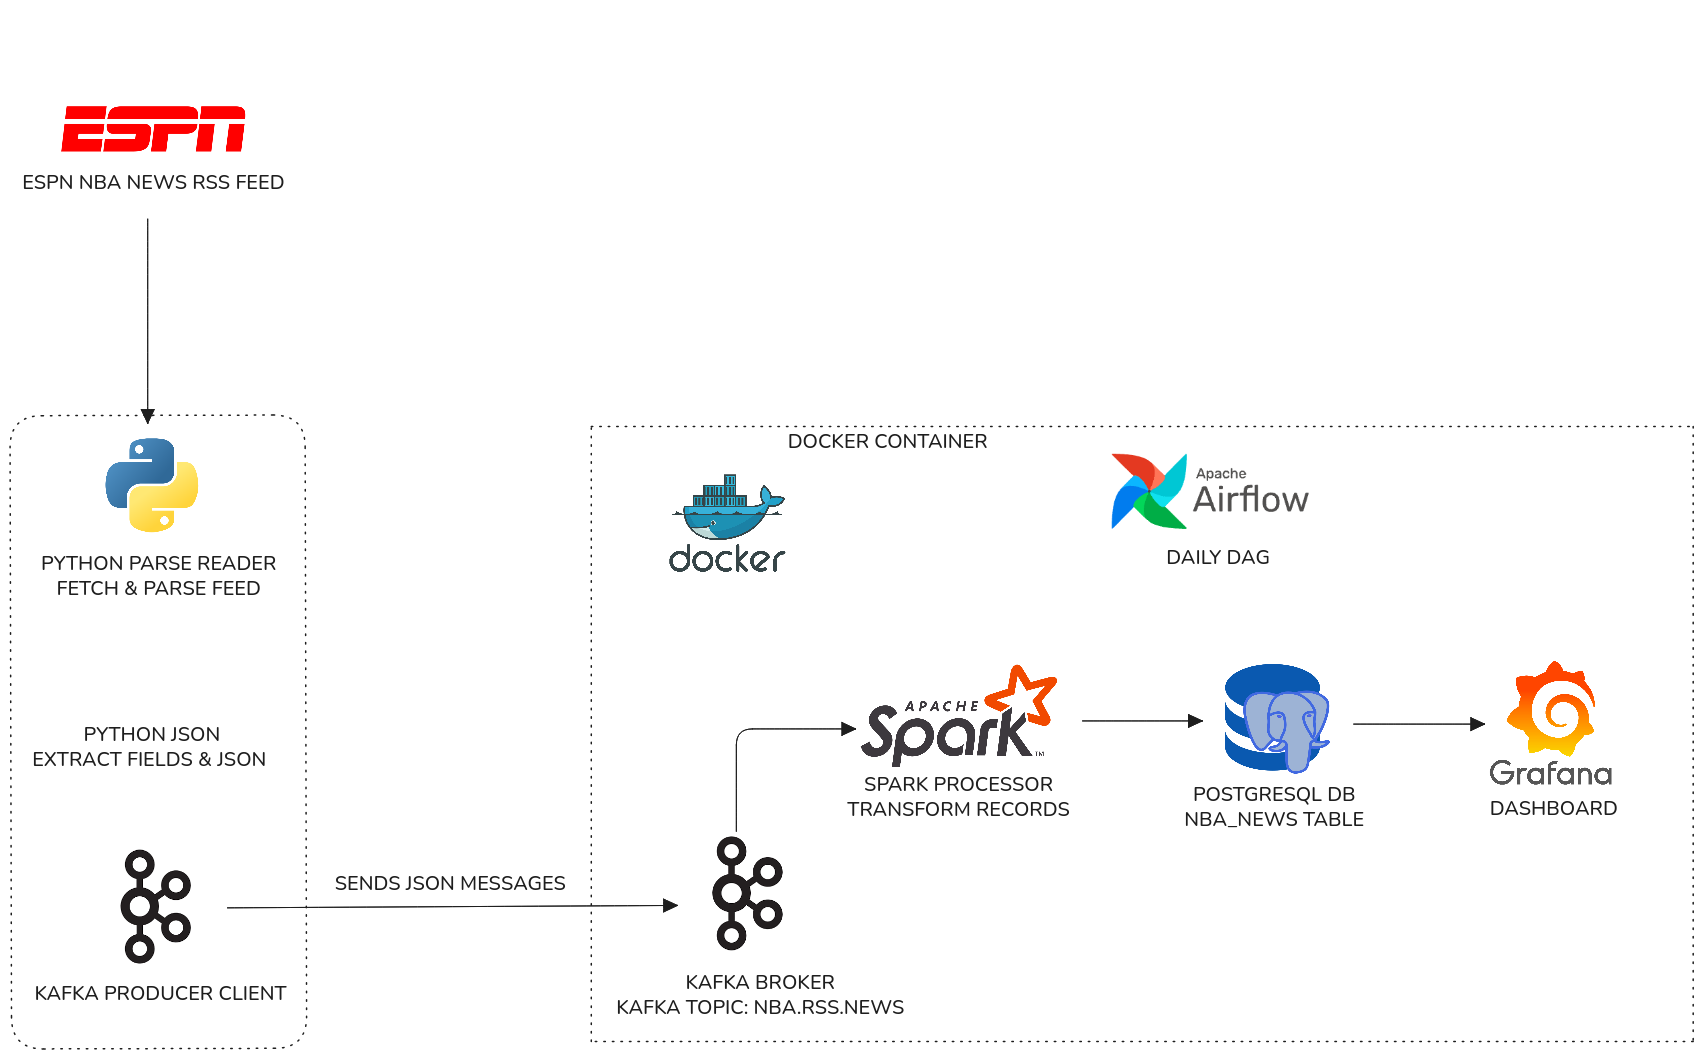 ESPN
ESPN NBA NEWS RSS FEED
PYTHON PARSE READER
FETCH & PARSE FEED
PYTHON JSON
EXTRACT FIELDS & JSON
KAFKA PRODUCER CLIENT
SENDS JSON MESSAGES
DOCKER CONTAINER
docker
Apache
Airflow
DAILY DAG
APACHE
Spark™
SPARK PROCESSOR
TRANSFORM RECORDS
POSTGRESQL DB
NBA_NEWS TABLE
Grafana
DASHBOARD
KAFKA BROKER
KAFKA TOPIC: NBA.RSS.NEWS